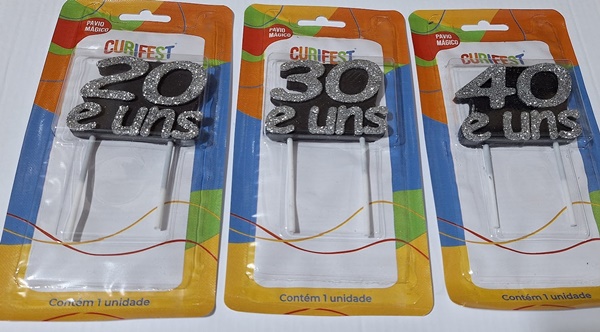 PAVIO
MÁGICO
CURIFEST
20
e uns
Contém 1 unidade
PAVIO
MÁGICO
CURIFEST
30
e uns
Contém 1 unidade
PAVIO
MÁGICO
CURIFEST
40
e uns
Contém 1 unidade